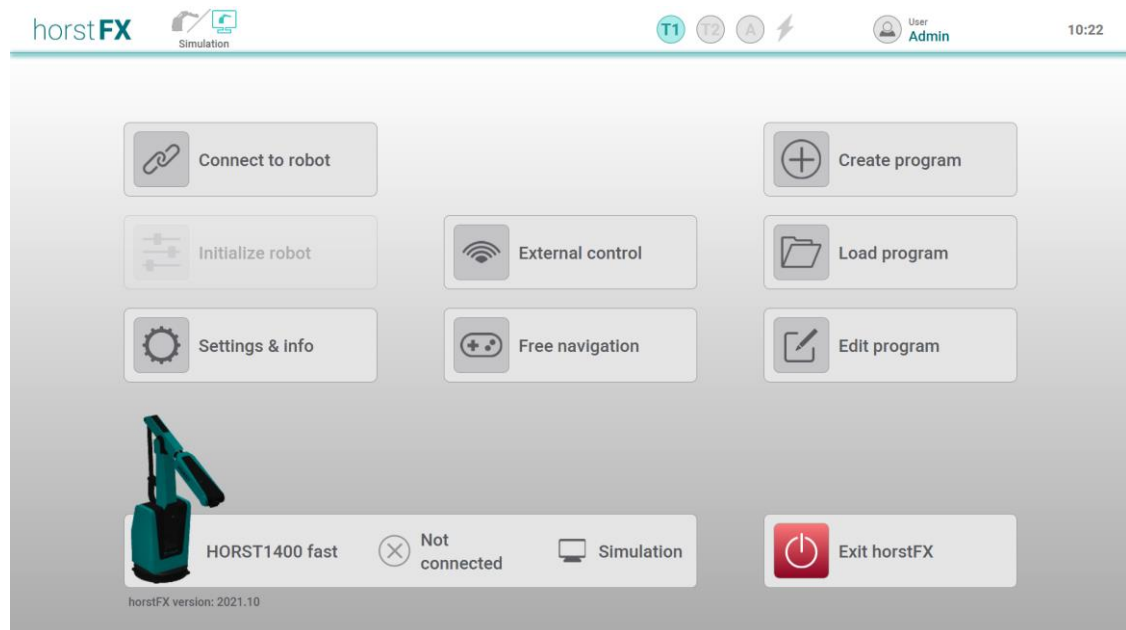 horstFX
Simulation
T1 T2 A
User
Admin
10:22
Connect to robot
Create program
Initialize robot
External control
Load program
Settings & info
Free navigation
Edit program
HORST1400 fast
Not
connected
Simulation
Exit horstFX
horstFX version: 2021.10